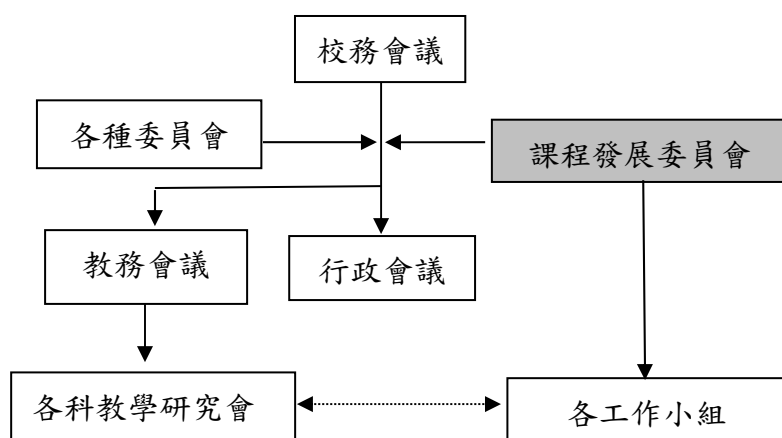 校務會議
各種委員會
課程發展委員會
教務會議
行政會議
各科教學研究會
各工作小組